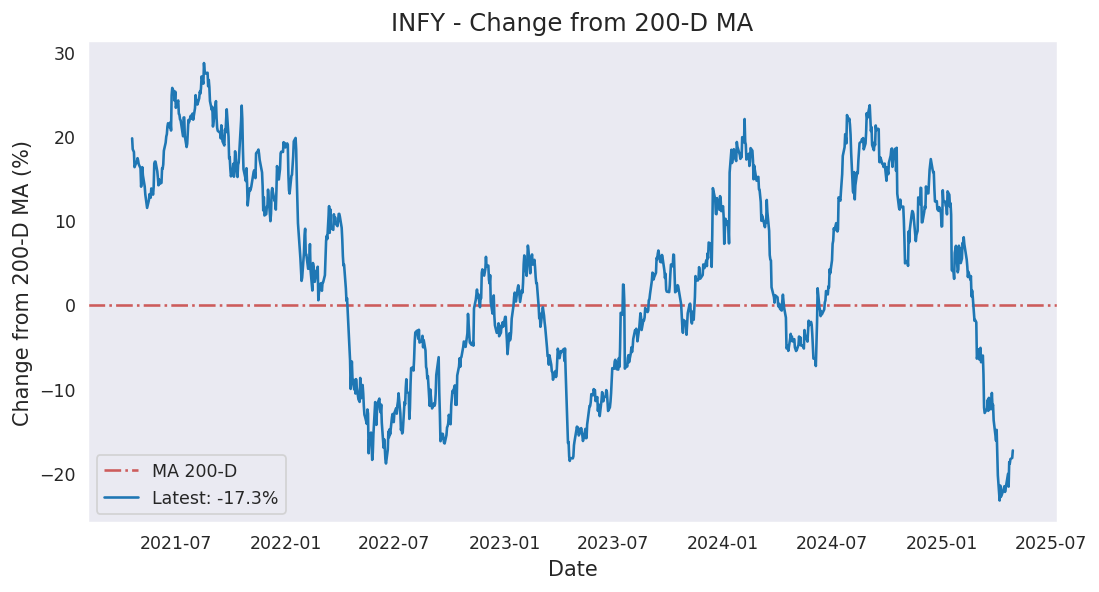 INFY - Change from 200-D MA
Change from 200-D MA (%)
30
20
10
0
−10
−20
MA 200-D
Latest: -17.3%
2021-07 2022-01 2022-07 2023-01 2023-07 2024-01 2024-07 2025-01 2025-07
Date